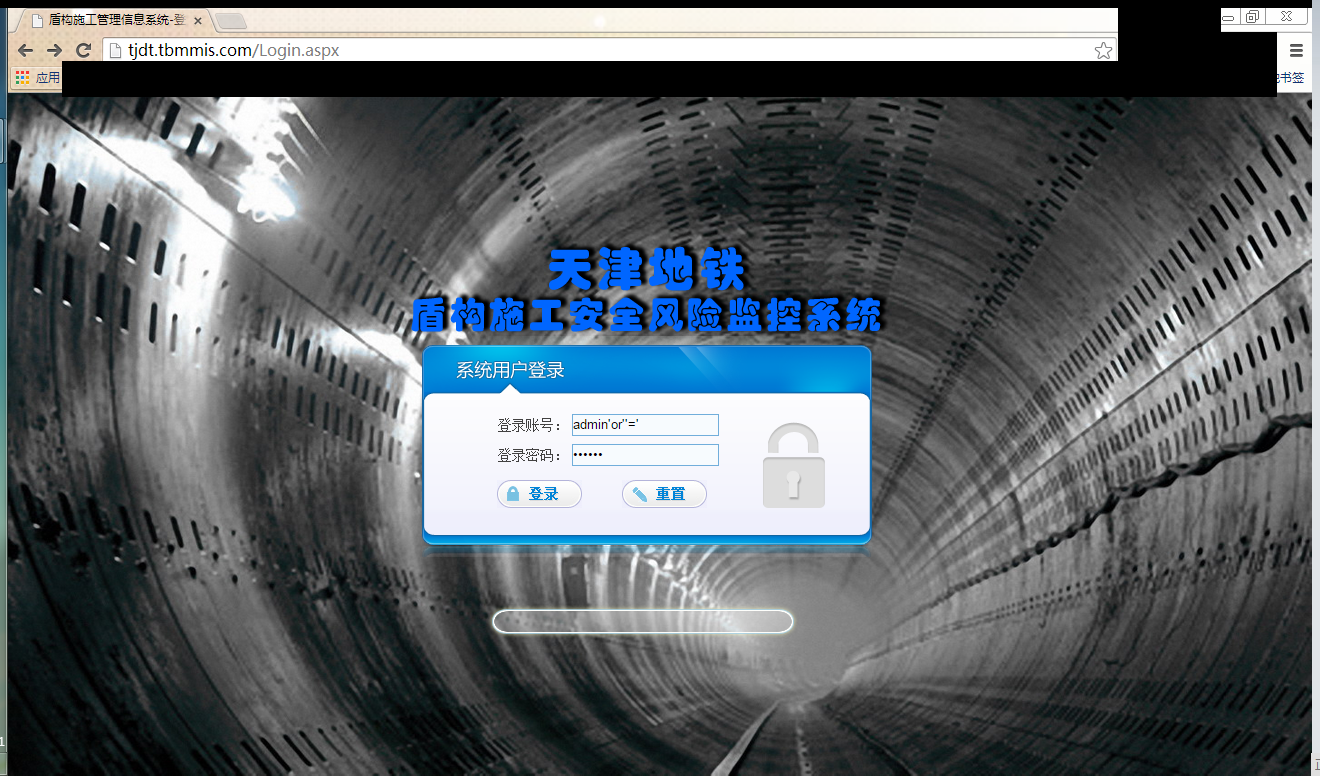 盾构施工管理信息系统-登
tjdt.tbmmis.com/Login.aspx
应用
书签
天津地铁
盾构施工安全风险监控系统
系统用户登录
登录账号： admin'or''='
登录密码： ••••••
登录 重置
1